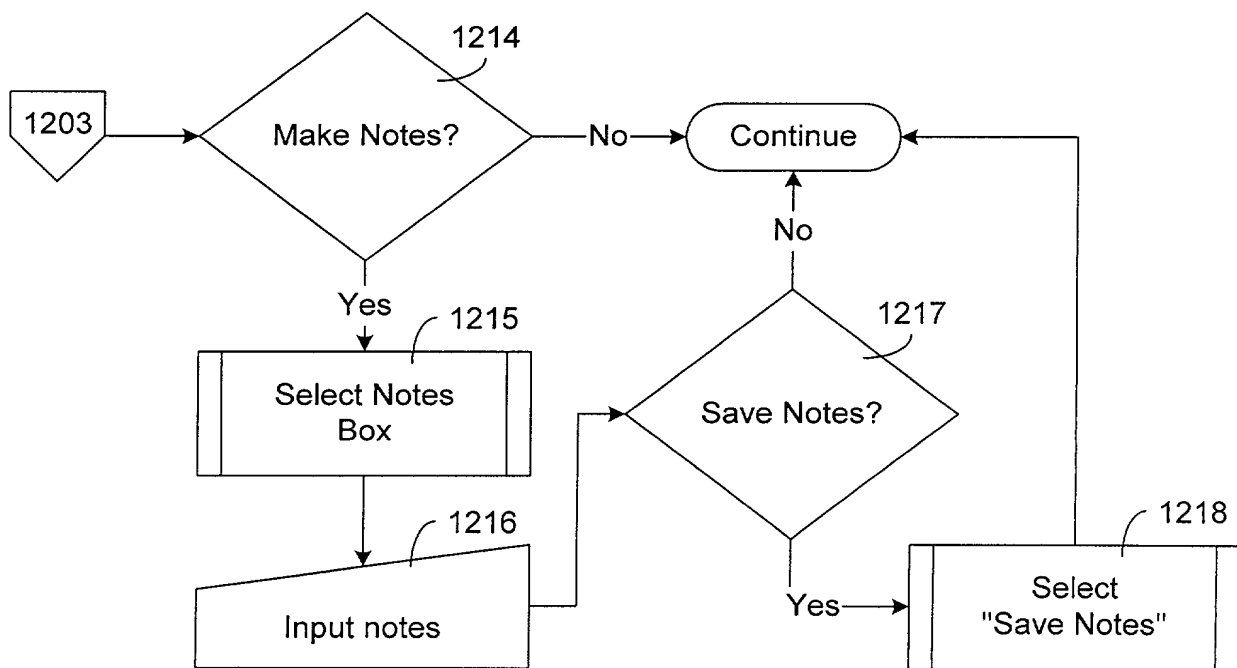 1214
1203
Make Notes?
No
Continue
No
Yes
1215
1217
Select Notes
Box
Save Notes?
1216
1218
Input notes
Yes
Select
"Save Notes"